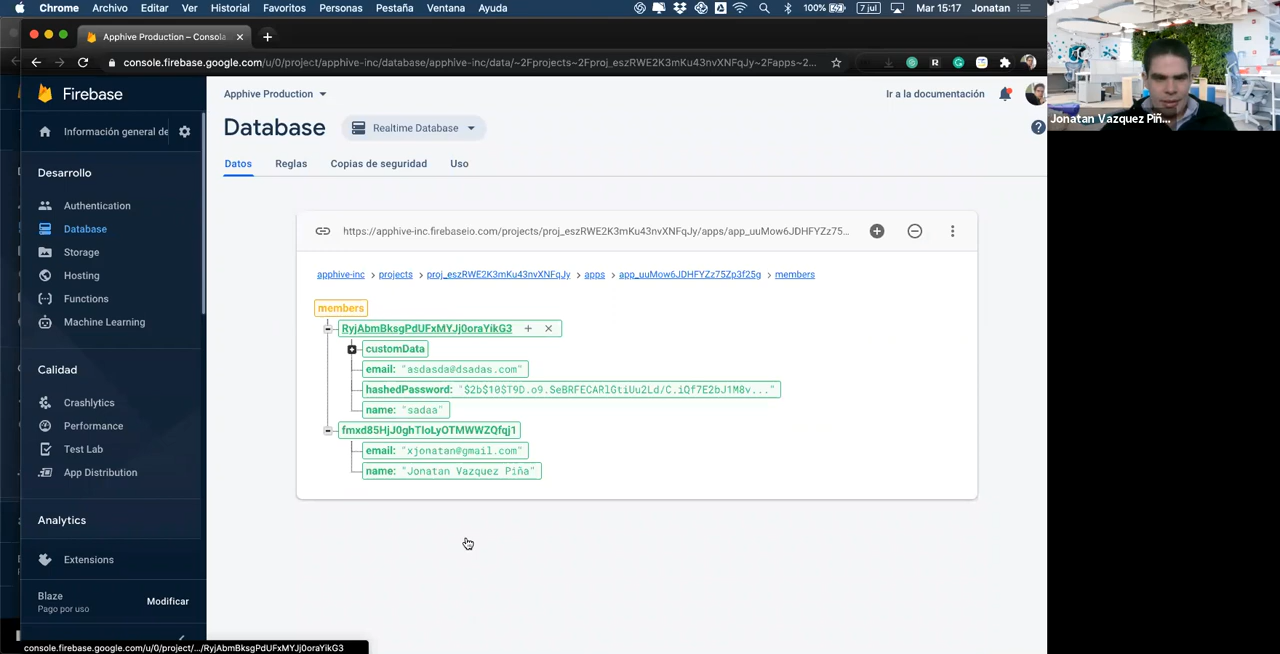 Chrome Archivo Editar Ver Historial Favoritos Personas Pestaña Ventana Ayuda 100% 7 jul Mar 15:17 Jonatan
Apphive Production – Consola
console.firebase.google.com/u/0/project/apphive-inc/database/apphive-inc/data/~2Fprojects~2Fproj_eszRWE2K3mKu43nvXNFqJy~2Fapps~2...
Firebase
Apphive Production
Ir a la documentación
Información general de
Database
Realtime Database
Jonatan Vazquez Piñ...
Datos Reglas Copias de seguridad Uso
Desarrollo
Authentication
Database
Storage
Hosting
Functions
Machine Learning
Calidad
Crashlytics
Performance
Test Lab
App Distribution
Analytics
Extensions
Blaze
Pago por uso
Modificar
https://apphive-inc.firebaseio.com/projects/proj_eszRWE2K3mKu43nvXNFqJy/apps/app_uuMow6JDHFYZz75...
apphive-inc > projects > proj_eszRWE2K3mKu43nvXNFqJy > apps > app_uuMow6JDHFYZz75Zp3f25g > members
members
RyjAbmBksgPdUFxMYJj0oraYikG3
customData
email: "asdasda@dsadas.com"
hashedPassword: "$2b$10$T9D.o9.SeBRFECARlGtiUu2Ld/C.iQf7E2bJ1M8v..."
name: "sadaa"
fmxd85HjJ0ghTIoLyOTMWWZQfqj1
email: "xjonatan@gmail.com"
name: "Jonatan Vazquez Piña"
console.firebase.google.com/u/0/project/.../RyjAbmBksgPdUFxMYJj0oraYikG3